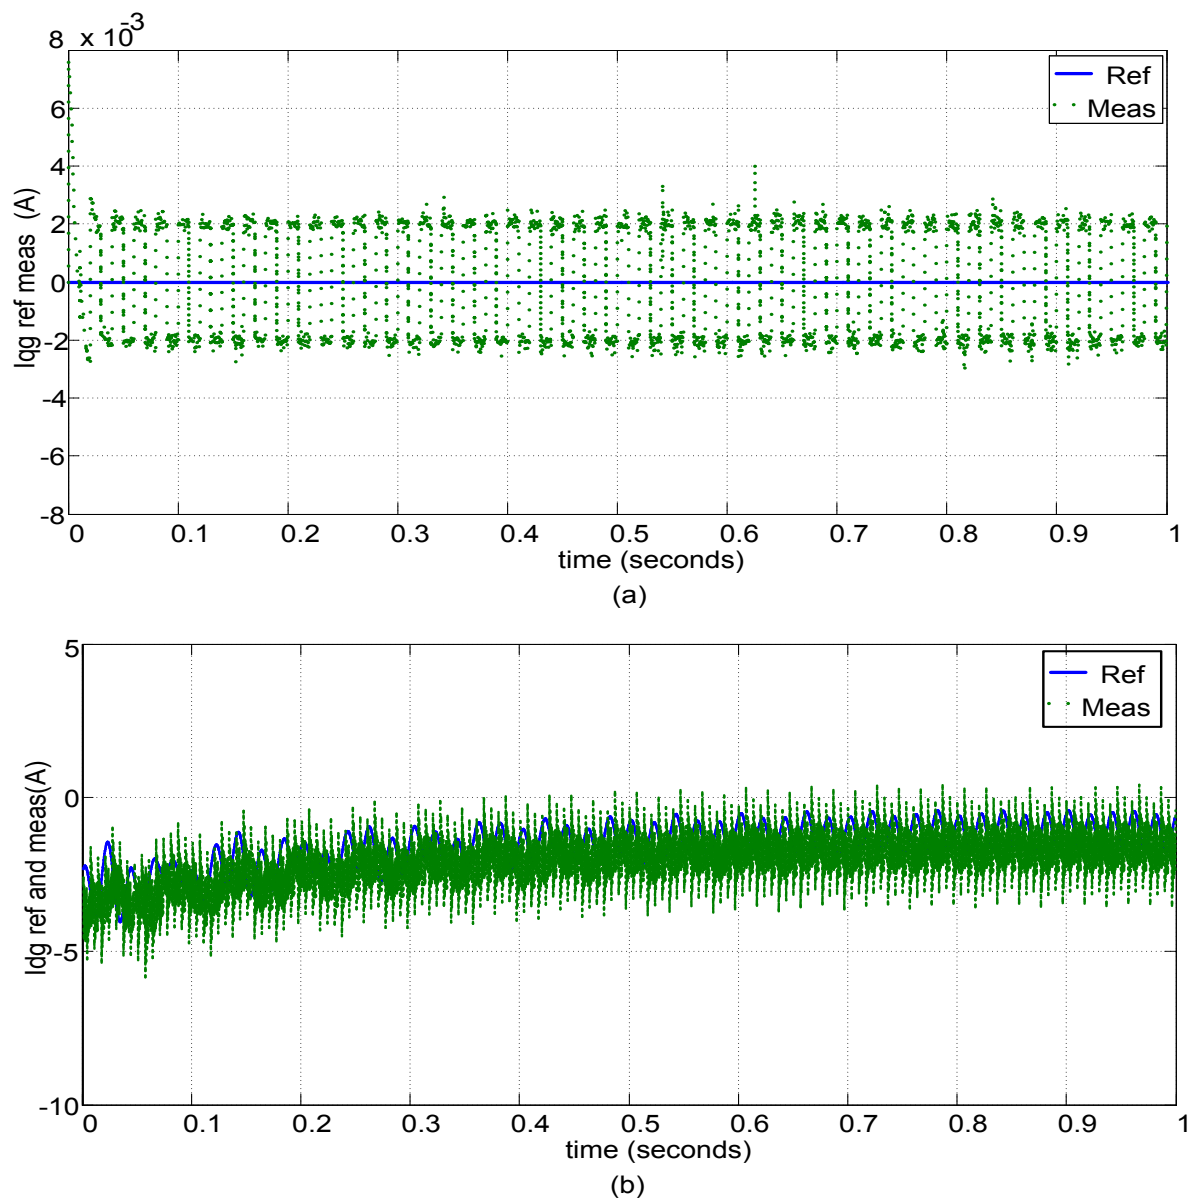 8 x 10-3
Ref
Meas
6
4
2
0
-2
-4
-6
-8
Iqg ref meas (A)
0 0.1 0.2 0.3 0.4 0.5 0.6 0.7 0.8 0.9 1
time (seconds)
(a)
5
Ref
Meas
0
-5
-10
Idg ref and meas(A)
0 0.1 0.2 0.3 0.4 0.5 0.6 0.7 0.8 0.9 1
time (seconds)
(b)